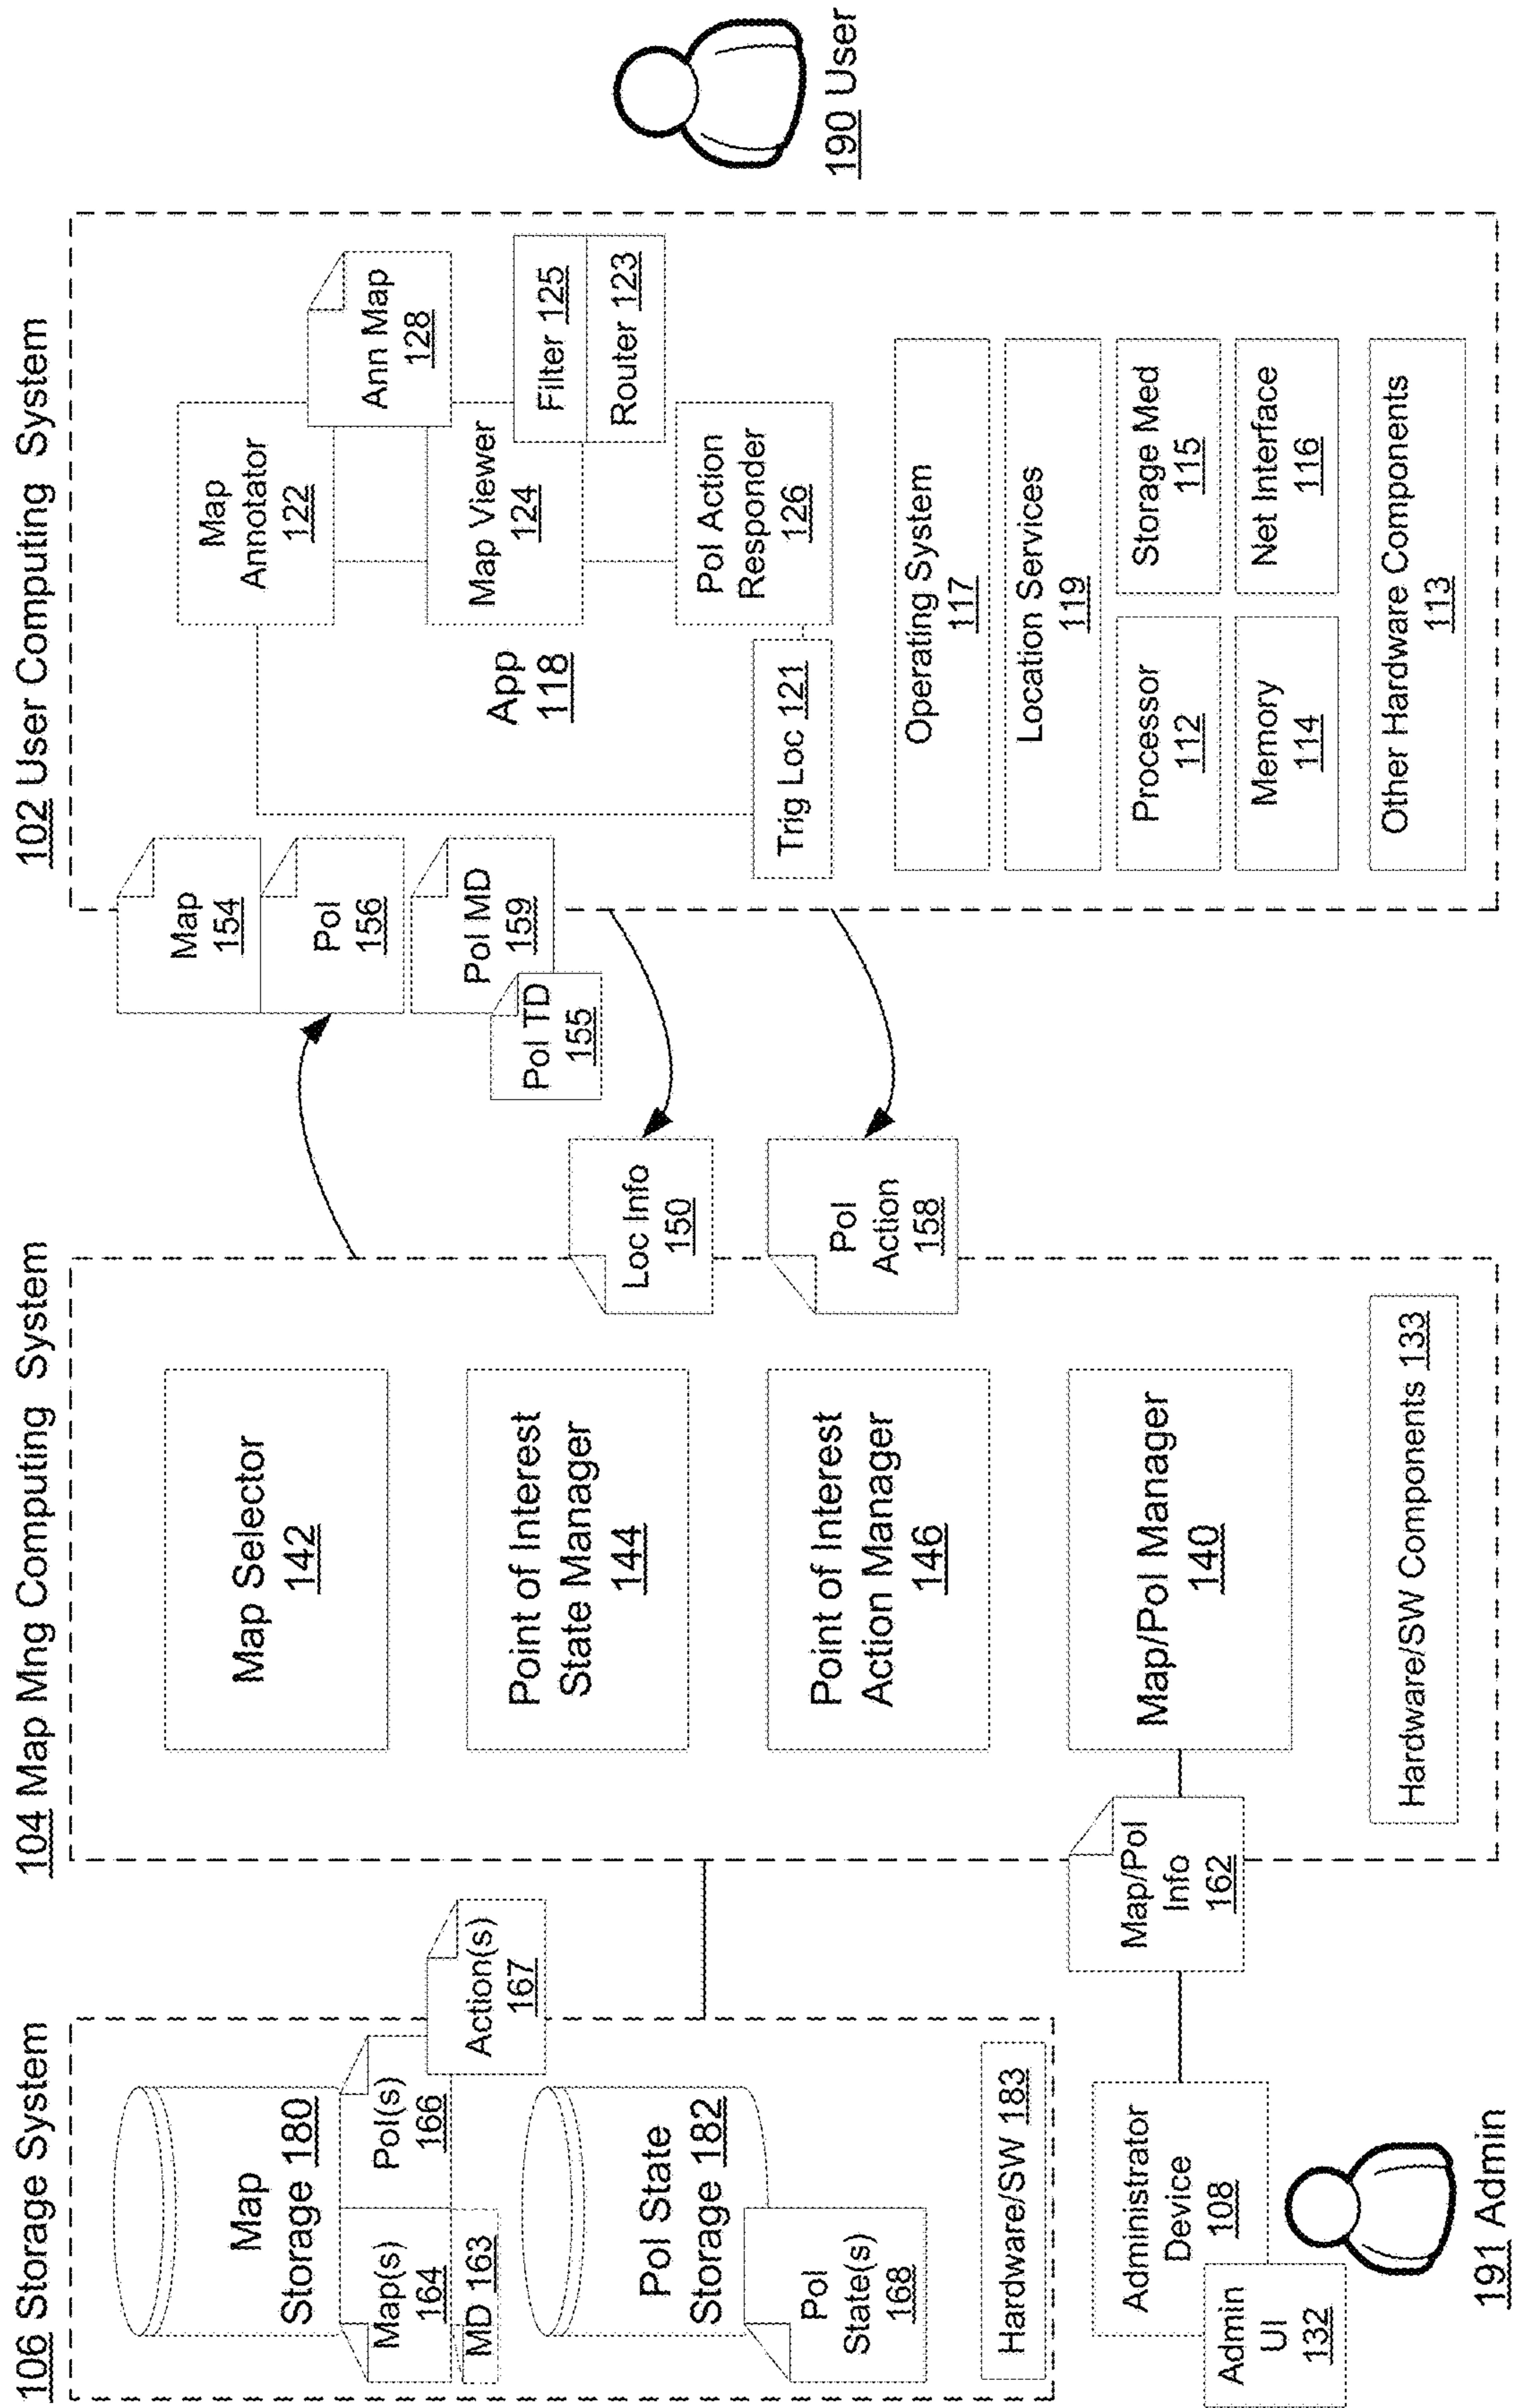 106 Storage System
Map
Storage 180
Map(s)
164
PoI(s)
166
MD 163
Action(s)
167
PoI State
Storage 182
PoI
State(s)
168
Hardware/SW 183
Administrator
Device
108
Admin
UI
132
191 Admin
Map/PoI
Info
162
104 Map Mng Computing System
Map Selector
142
Point of Interest
State Manager
144
Point of Interest
Action Manager
146
Map/PoI Manager
140
Hardware/SW Components 133
Loc Info
150
PoI
Action
158
102 User Computing System
Map
154
PoI
156
PoI MD
159
PoI TD
155
App
118
Map
Annotator
122
Ann Map
128
Map Viewer
124
Filter 125
Router 123
PoI Action
Responder
126
Trig Loc 121
Operating System
117
Location Services
119
Processor
112
Storage Med
115
Memory
114
Net Interface
116
Other Hardware Components
113
190 User